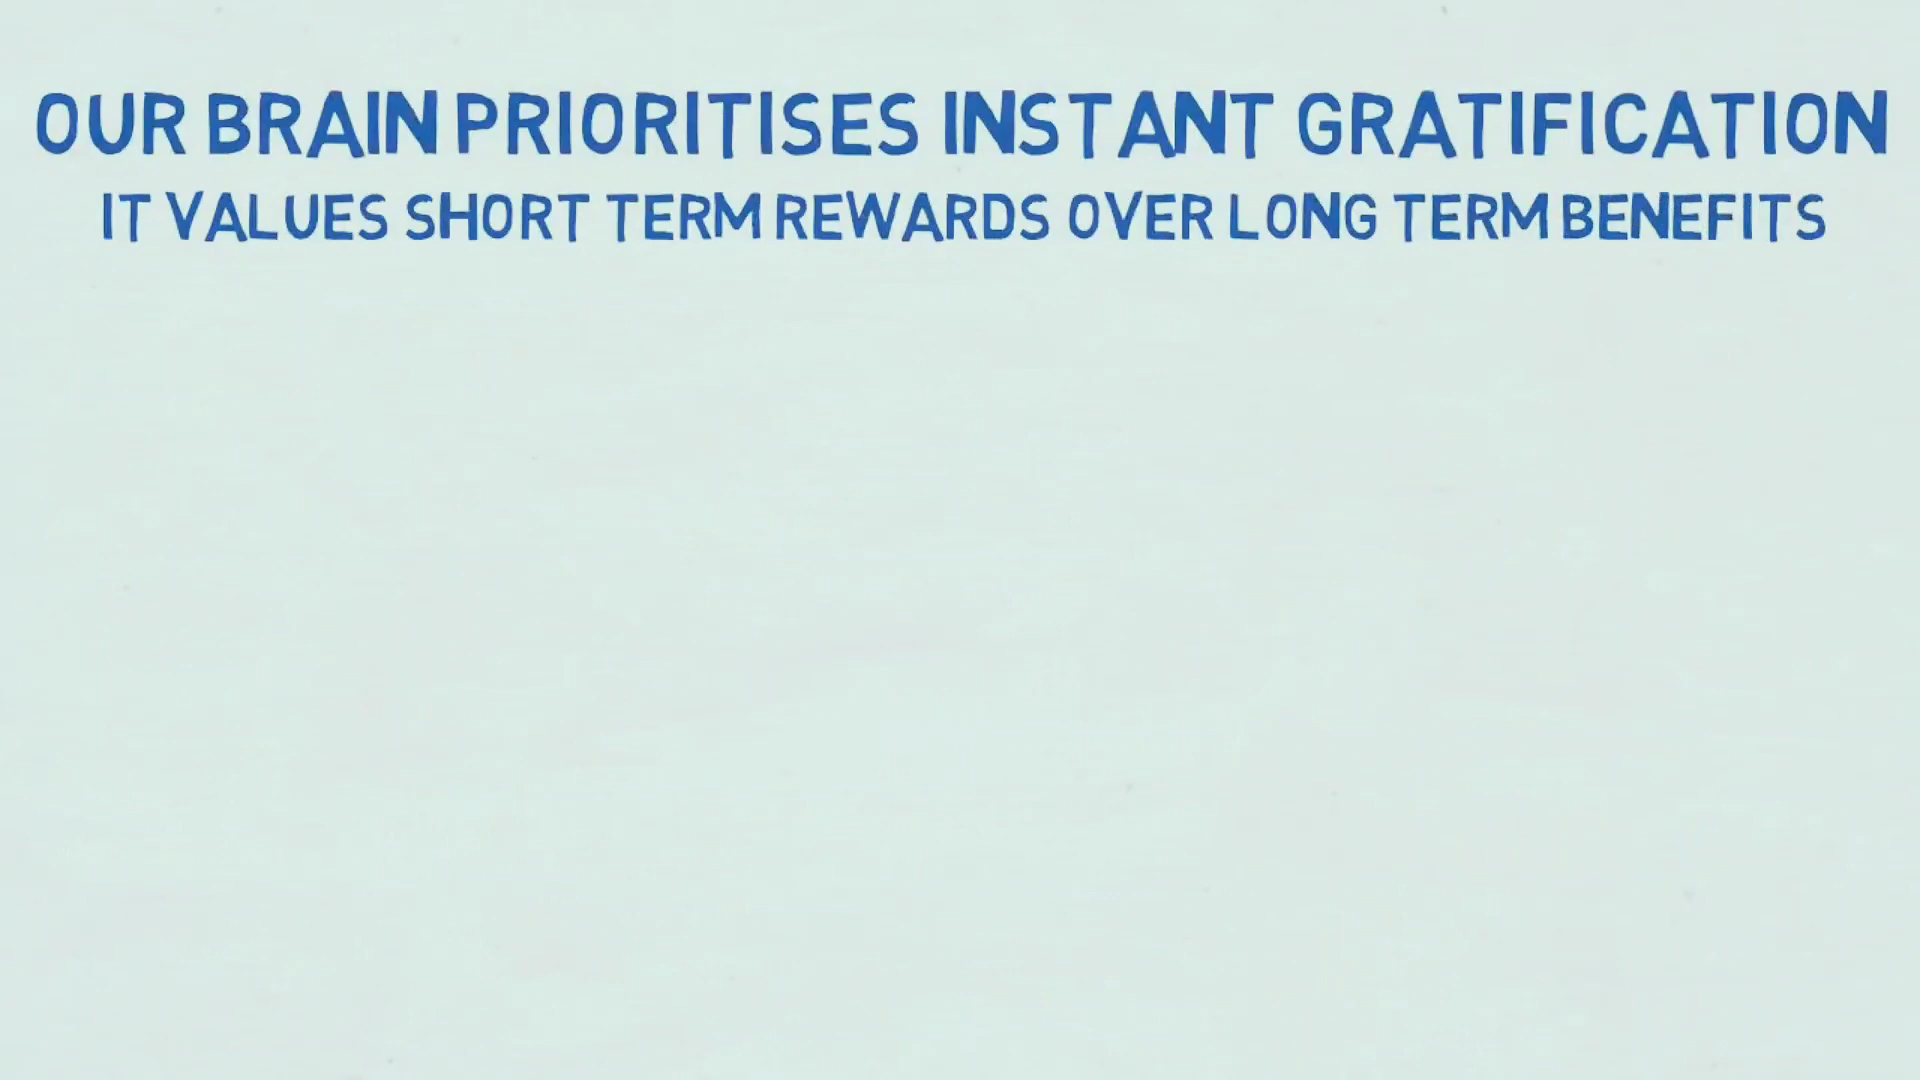 OUR BRAIN PRIORITISES INSTANT GRATIFICATION
IT VALUES SHORT TERM REWARDS OVER LONG TERM BENEFITS